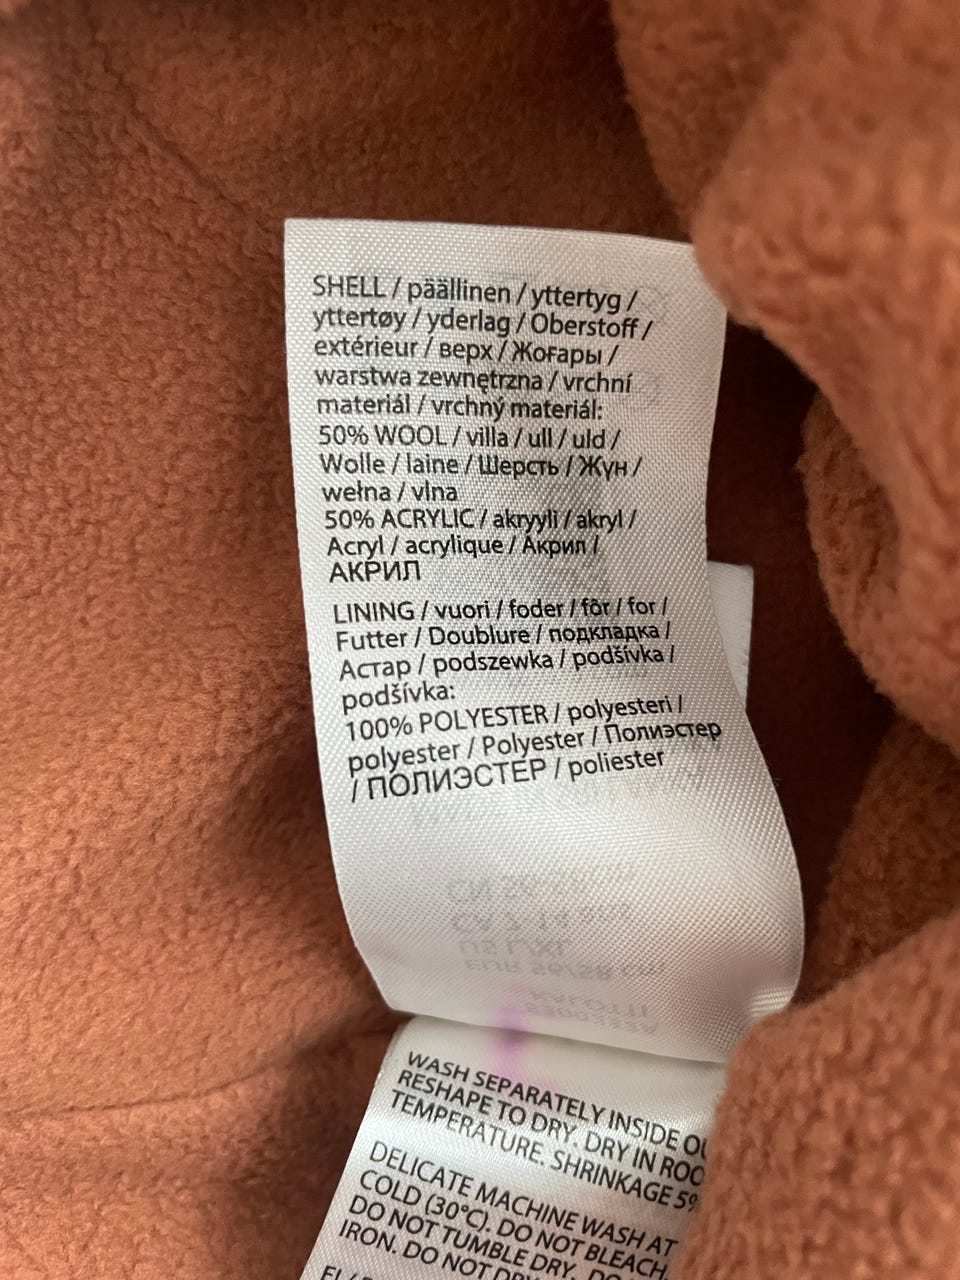 SHELL / päällinen / yttertyg /
yttertøy / yderlag / Oberstoff /
extérieur / верх / Жоғары /
warstwa zewnętrzna / vrchní
materiál / vrchný materiál:
50% WOOL / villa / ull / uld /
Wolle / laine / Шерсть / Жүн /
wełna / vlna
50% ACRYLIC / akryyli / akryl /
Acryl / acrylique / Акрил /
АКРИЛ
LINING / vuori / foder / fôr / for /
Futter / Doublure / подкладка /
Астар / podszewka / podšívka /
podšívka:
100% POLYESTER / polyesteri /
polyester / Polyester / Полиэстер
/ ПОЛИЭСТЕР / poliester
WASH SEPARATELY INSIDE
RESHAPE TO DRY. DRY IN
TEMPERATURE. SHRINKAGE
DELICATE MACHINE WASH AT
COLD (30°C). DO NOT BLEACH.
DO NOT TUMBLE DRY.
IRON. DO NOT